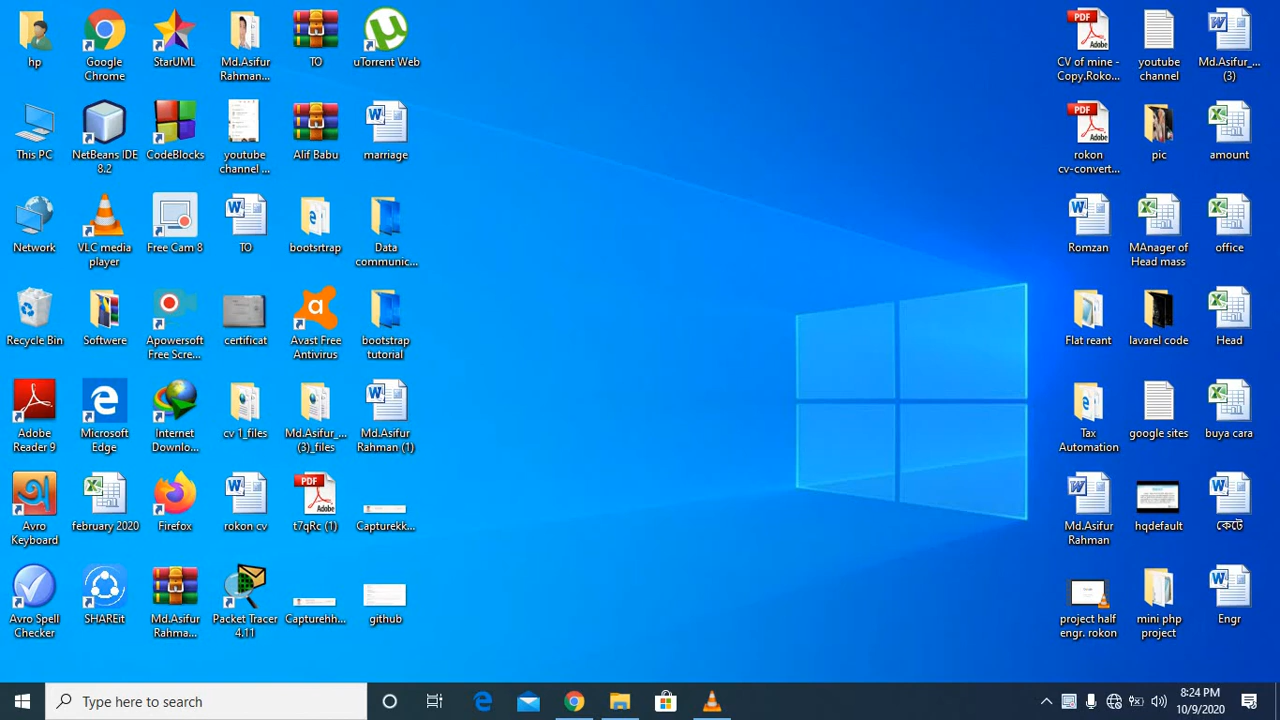 hp
Google
Chrome
StarUML
Md.Asifur
Rahman...
TO
uTorrent Web
CV of mine -
Copy.Roko...
youtube
channel
Md.Asifur_...
(3)
This PC
NetBeans IDE
8.2
CodeBlocks
youtube
channel ...
Alif Babu
marriage
rokon
cv-convert...
pic
amount
Network
VLC media
player
Free Cam 8
TO
bootsrtrap
Data
communic...
Romzan
MAnager of
Head mass
office
Recycle Bin
Softwere
Apowersoft
Free Scre...
certificat
Avast Free
Antivirus
bootstrap
tutorial
Flat reant
lavarel code
Head
Adobe
Reader 9
Microsoft
Edge
Internet
Downlo...
cv 1_files
Md.Asifur_...
(3)_files
Md.Asifur
Rahman (1)
Tax
Automation
google sites
buya cara
Avro
Keyboard
february 2020
Firefox
rokon cv
t7qRc (1)
Capturekk...
Md.Asifur
Rahman
hqdefault
কেটে
Avro Spell
Checker
SHAREit
Md.Asifur
Rahma...
Packet Tracer
4.11
Capturehh...
github
project half
engr. rokon
mini php
project
Engr
PDF
Adobe
PDF
Adobe
PDF
Adobe
Type here to search
8:24 PM
10/9/2020